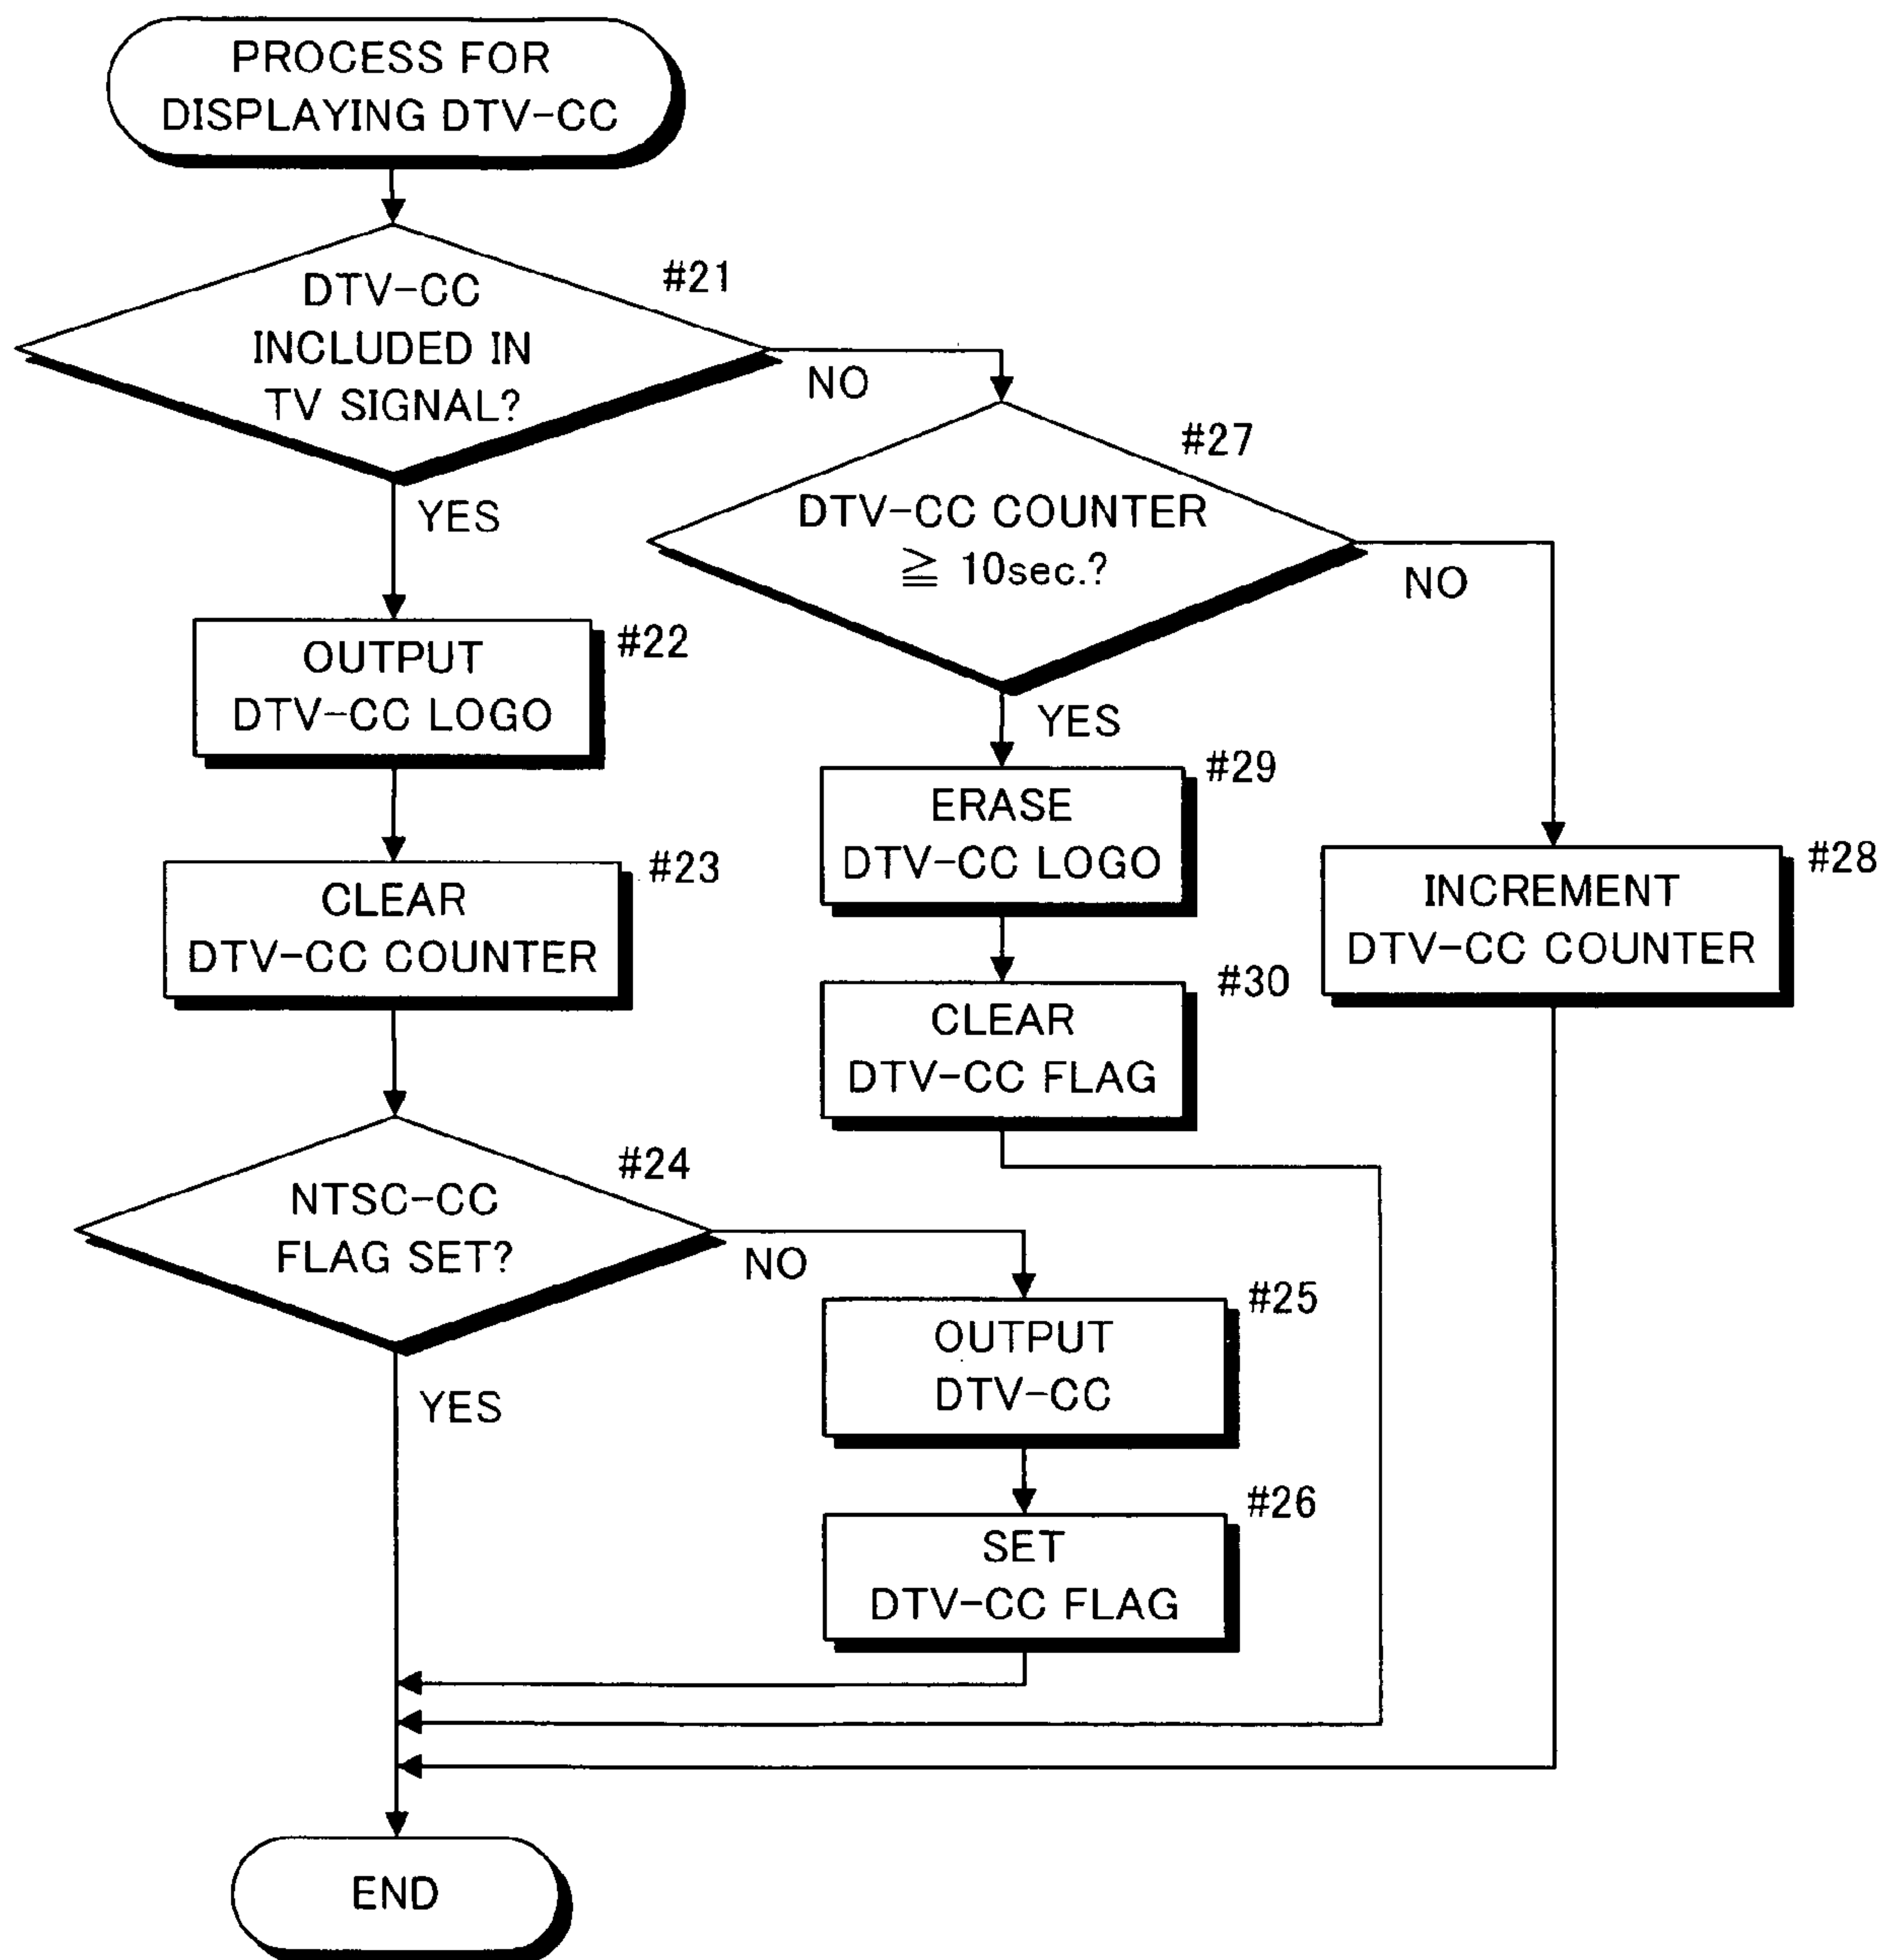 PROCESS FOR
DISPLAYING DTV-CC
DTV-CC
INCLUDED IN
TV SIGNAL?
#21
NO
YES
#27
DTV-CC COUNTER
≧ 10sec.?
NO
YES
OUTPUT
DTV-CC LOGO
#22
#29
ERASE
DTV-CC LOGO
#28
INCREMENT
DTV-CC COUNTER
#23
CLEAR
DTV-CC COUNTER
#30
CLEAR
DTV-CC FLAG
#24
NTSC-CC
FLAG SET?
NO
YES
#25
OUTPUT
DTV-CC
#26
SET
DTV-CC FLAG
END